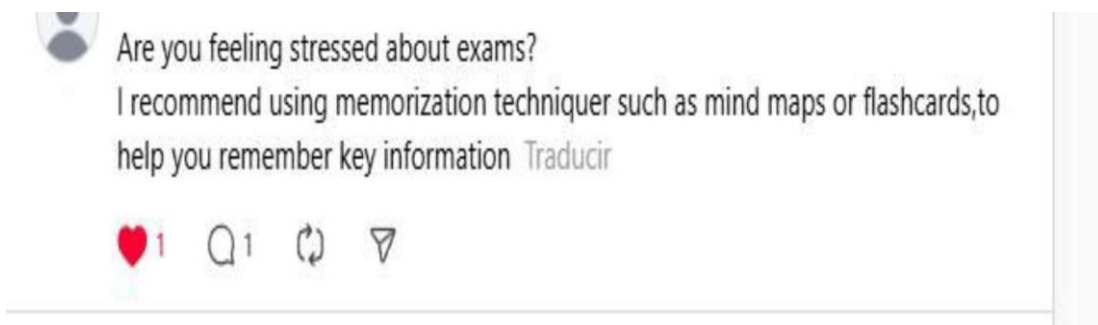 Are you feeling stressed about exams?
I recommend using memorization techniquer such as mind maps or flashcards,to
help you remember key information Traducir
1 1